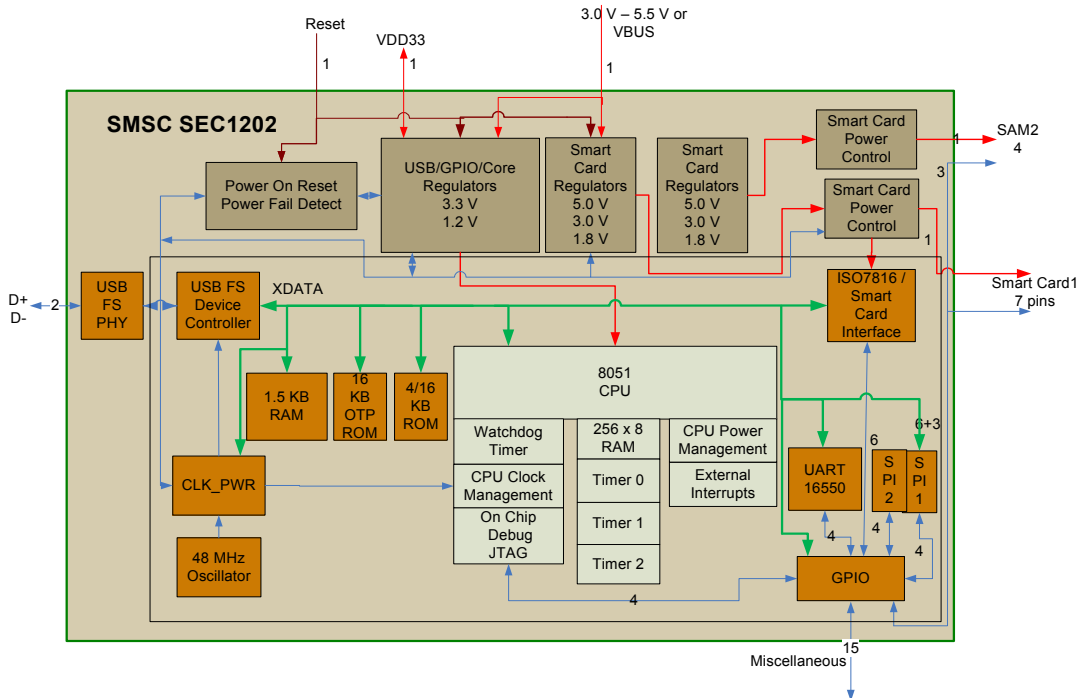 3.0 V – 5.5 V or
VBUS
Reset
VDD33
1
1
1
SMSC SEC1202
Power On Reset
Power Fail Detect
USB/GPIO/Core
Regulators
3.3 V
1.2 V
Smart
Card
Regulators
5.0 V
3.0 V
1.8 V
Smart
Card
Regulators
5.0 V
3.0 V
1.8 V
Smart Card
Power
Control
1
SAM2
4
3
Smart Card
Power
Control
1
Smart Card1
7 pins
D+
D-
2
USB
FS
PHY
USB FS
Device
Controller
XDATA
ISO7816 /
Smart
Card
Interface
1.5 KB
RAM
16
KB
OTP
ROM
4/16
KB
ROM
8051
CPU
Watchdog
Timer
CPU Clock
Management
On Chip
Debug
JTAG
256 x 8
RAM
Timer 0
Timer 1
Timer 2
CPU Power
Management
External
Interrupts
6
6+3
UART
16550
S
PI
2
S
PI
1
CLK_PWR
48 MHz
Oscillator
4
4
4
4
GPIO
15
Miscellaneous